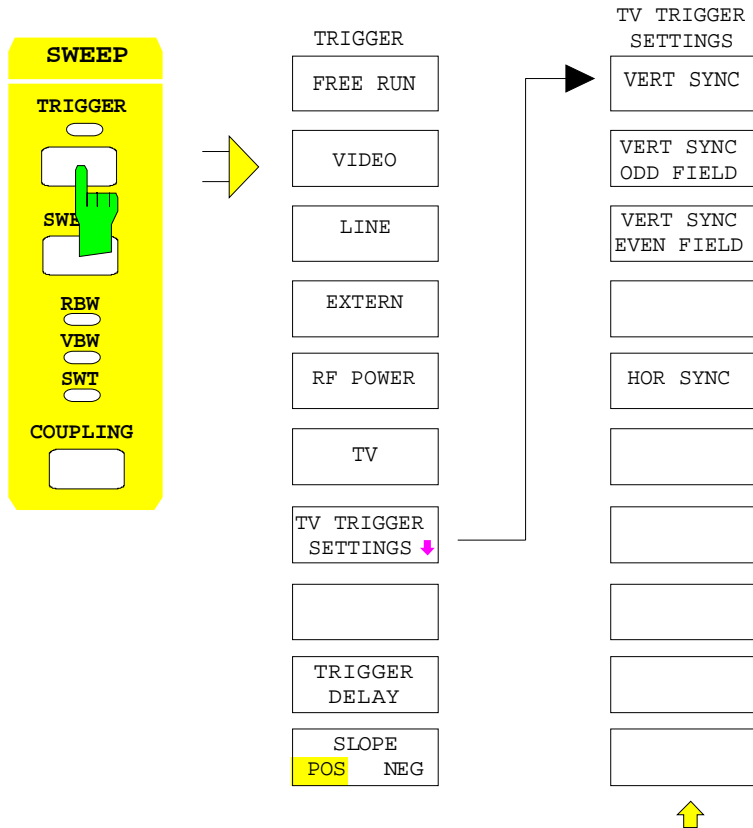 SWEEP
TRIGGER
SWE
RBW
VBW
SWT
COUPLING
TRIGGER
FREE RUN
VIDEO
LINE
EXTERN
RF POWER
TV
TV TRIGGER
SETTINGS
TRIGGER
DELAY
SLOPE
POS NEG
TV TRIGGER
SETTINGS
VERT SYNC
VERT SYNC
ODD FIELD
VERT SYNC
EVEN FIELD
HOR SYNC